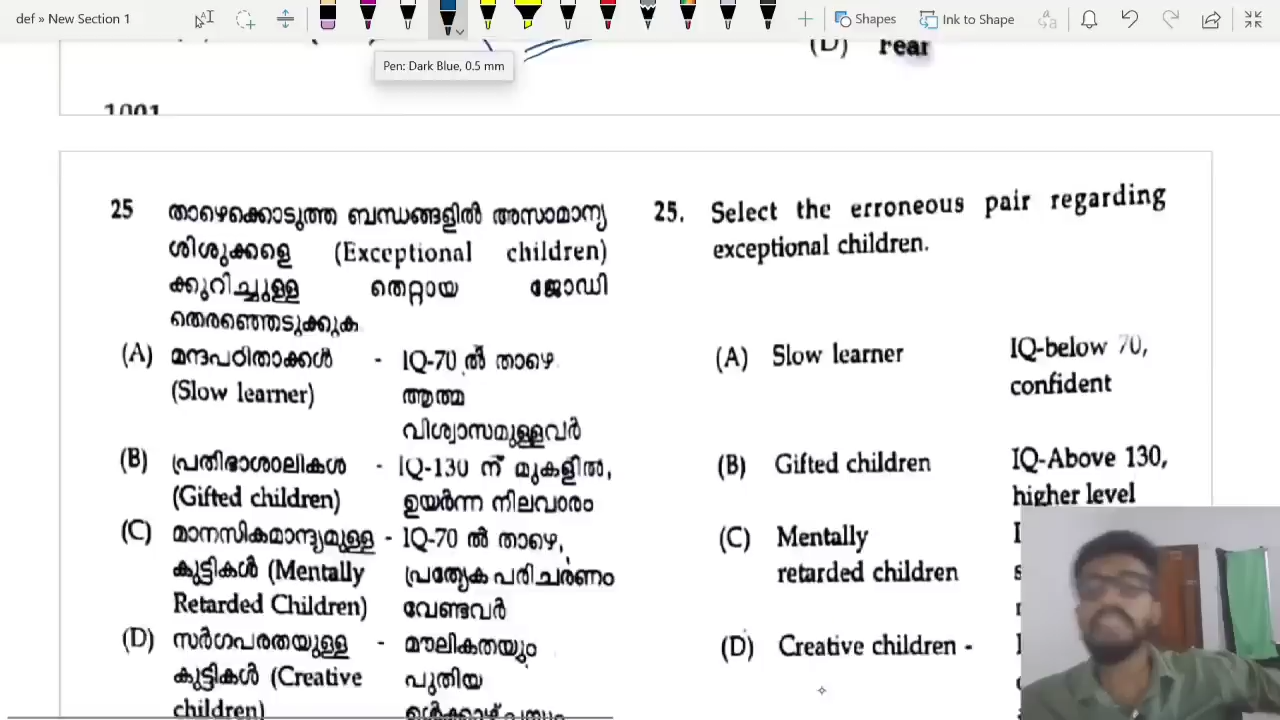 def » New Section 1
Shapes
Ink to Shape
Pen: Dark Blue, 0.5 mm
(D) Fear
1001
25 താഴെക്കൊടുത്ത ബന്ധങ്ങളിൽ അസാമാന്യ
ശിശുക്കളെ (Exceptional children)
ക്കുറിച്ചുള്ള തെറ്റായ ജോഡി
തെരഞ്ഞെടുക്കുക
(A) മന്ദപഠിതാക്കൾ - IQ-70 ൽ താഴെ
(Slow learner) ആത്മ
വിശ്വാസമുള്ളവർ
(B) പ്രതിഭാശാലികൾ - IQ-130 ന് മുകളിൽ,
(Gifted children) ഉയർന്ന നിലവാരം
(C) മാനസികമാന്ദ്യമുള്ള - IQ-70 ൽ താഴെ,
കുട്ടികൾ (Mentally പ്രത്യേക പരിചരണം
Retarded Children) വേണ്ടവർ
(D) സർഗപരതയുള്ള - മൗലികതയും
കുട്ടികൾ (Creative പുതിയ
children) ഉൾക്കാഴ്ചയും
25. Select the erroneous pair regarding
exceptional children.
(A) Slow learner IQ-below 70,
confident
(B) Gifted children IQ-Above 130,
higher level
(C) Mentally
retarded children
(D) Creative children -